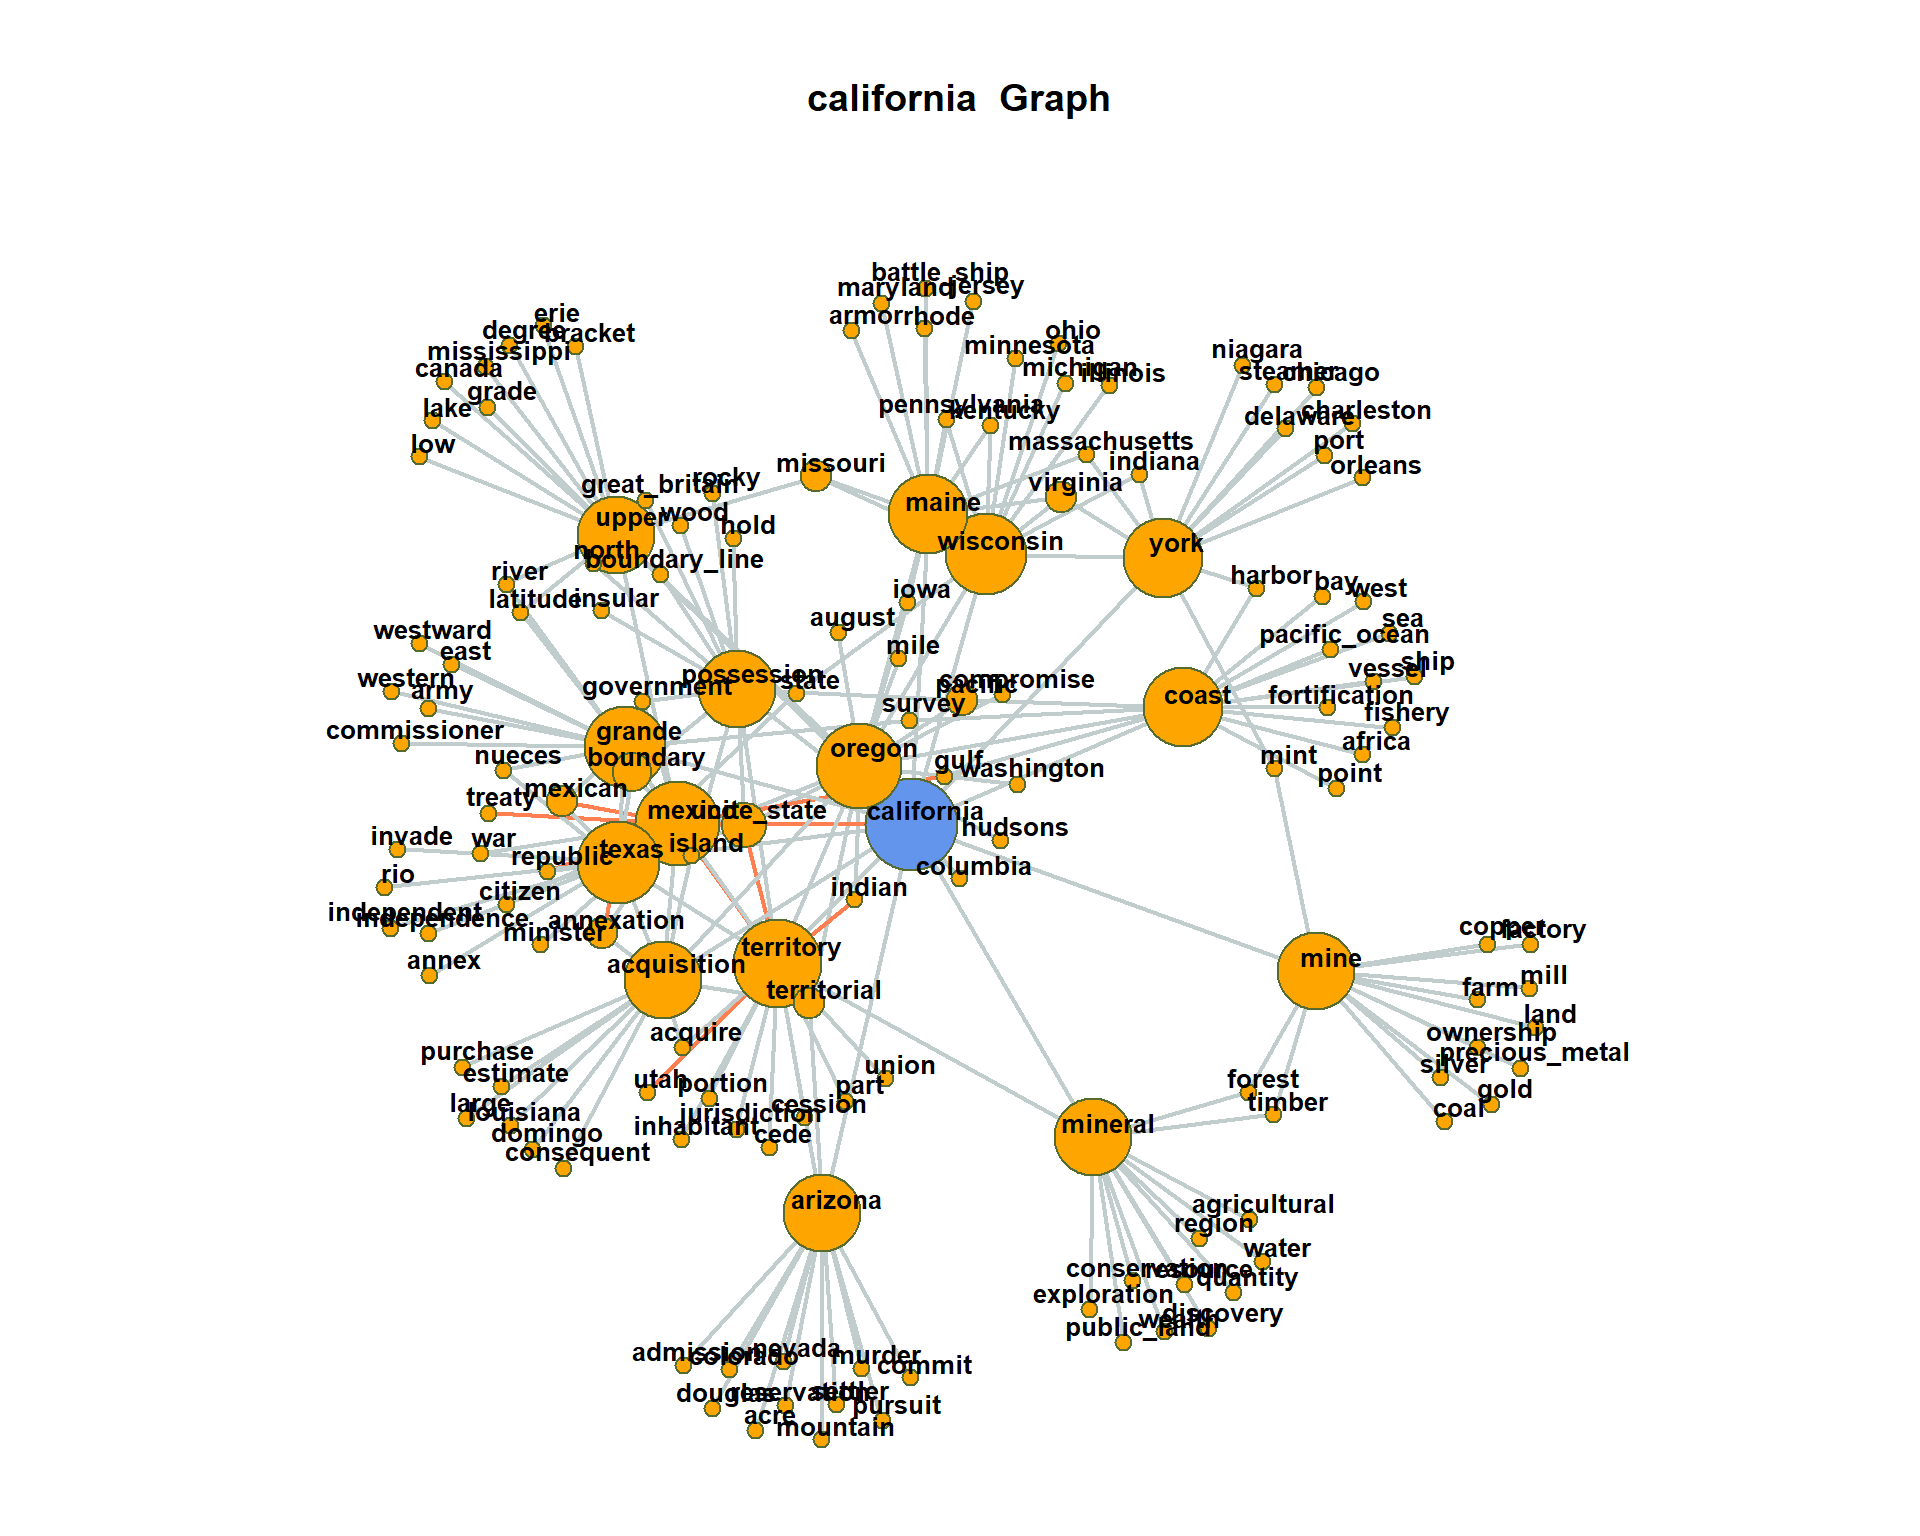 california  Graph
battle_ship
maryland
jersey
armor
rhode
erie
degree
bracket
mississippi
canada
grade
lake
low
ohio
minnesota
michigan
illinois
niagara
steamer
chicago
pennsylvania
kentucky
delaware
charleston
massachusetts
port
indiana
orleans
missouri
virginia
rocky
great_britain
maine
upper
wood
hold
wisconsin
york
north
boundary_line
river
latitude
insular
iowa
harbor
bay
west
august
sea
westward
mile
pacific_ocean
east
vessel
ship
western
possession
state
compromise
pacific
army
government
survey
coast
fortification
fishery
commissioner
grande
oregon
africa
nueces
boundary
gulf
washington
mint
point
mexican
treaty
mexico
unite_state
california
invade
war
republic
texas
island
hudsons
rio
citizen
columbia
indian
independent
independence
annexation
minister
copper
factory
territory
annex
acquisition
mine
territorial
farm
mill
land
acquire
ownership
purchase
precious_metal
estimate
utah
portion
union
part
silver
forest
gold
large
louisiana
jurisdiction
cession
timber
coal
domingo
inhabitant
cede
mineral
consequent
arizona
agricultural
region
water
conservation
resource
quantity
exploration
discovery
wealth
public_land
admission
colorado
nevada
murder
commit
douglas
reservation
settler
pursuit
acre
mountain